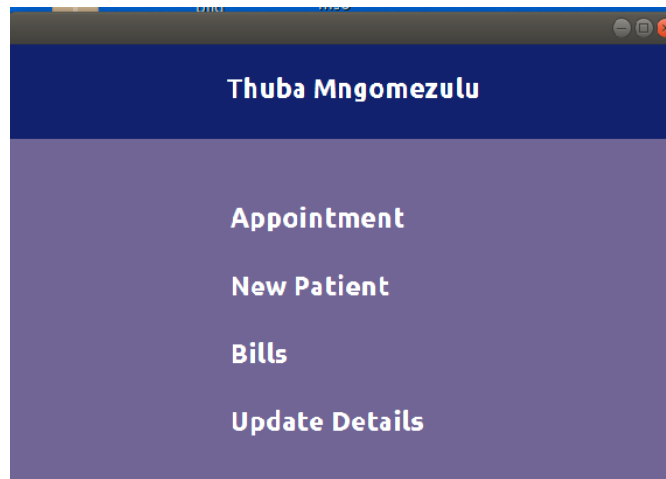 Thuba Mngomezulu
Appointment
New Patient
Bills
Update Details